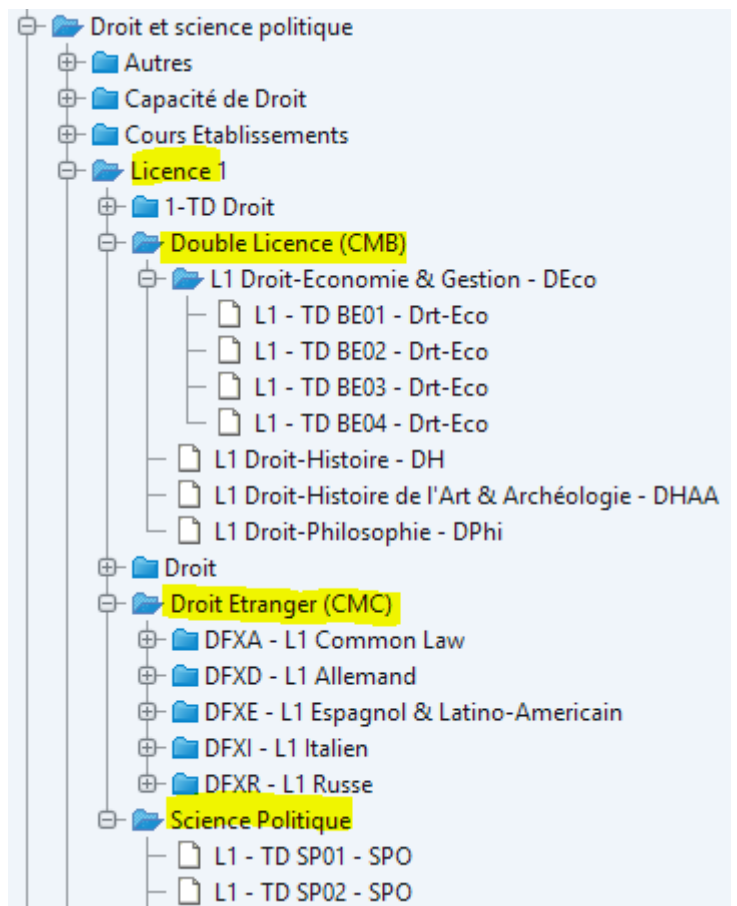 Droit et science politique
Autres
Capacité de Droit
Cours Etablissements
Licence 1
1-TD Droit
Double Licence (CMB)
L1 Droit-Economie & Gestion - DEco
L1 - TD BE01 - Drt-Eco
L1 - TD BE02 - Drt-Eco
L1 - TD BE03 - Drt-Eco
L1 - TD BE04 - Drt-Eco
L1 Droit-Histoire - DH
L1 Droit-Histoire de l'Art & Archéologie - DHAA
L1 Droit-Philosophie - DPhi
Droit
Droit Etranger (CMC)
DFXA - L1 Common Law
DFXD - L1 Allemand
DFXE - L1 Espagnol & Latino-Americain
DFXI - L1 Italien
DFXR - L1 Russe
Science Politique
L1 - TD SP01 - SPO
L1 - TD SP02 - SPO